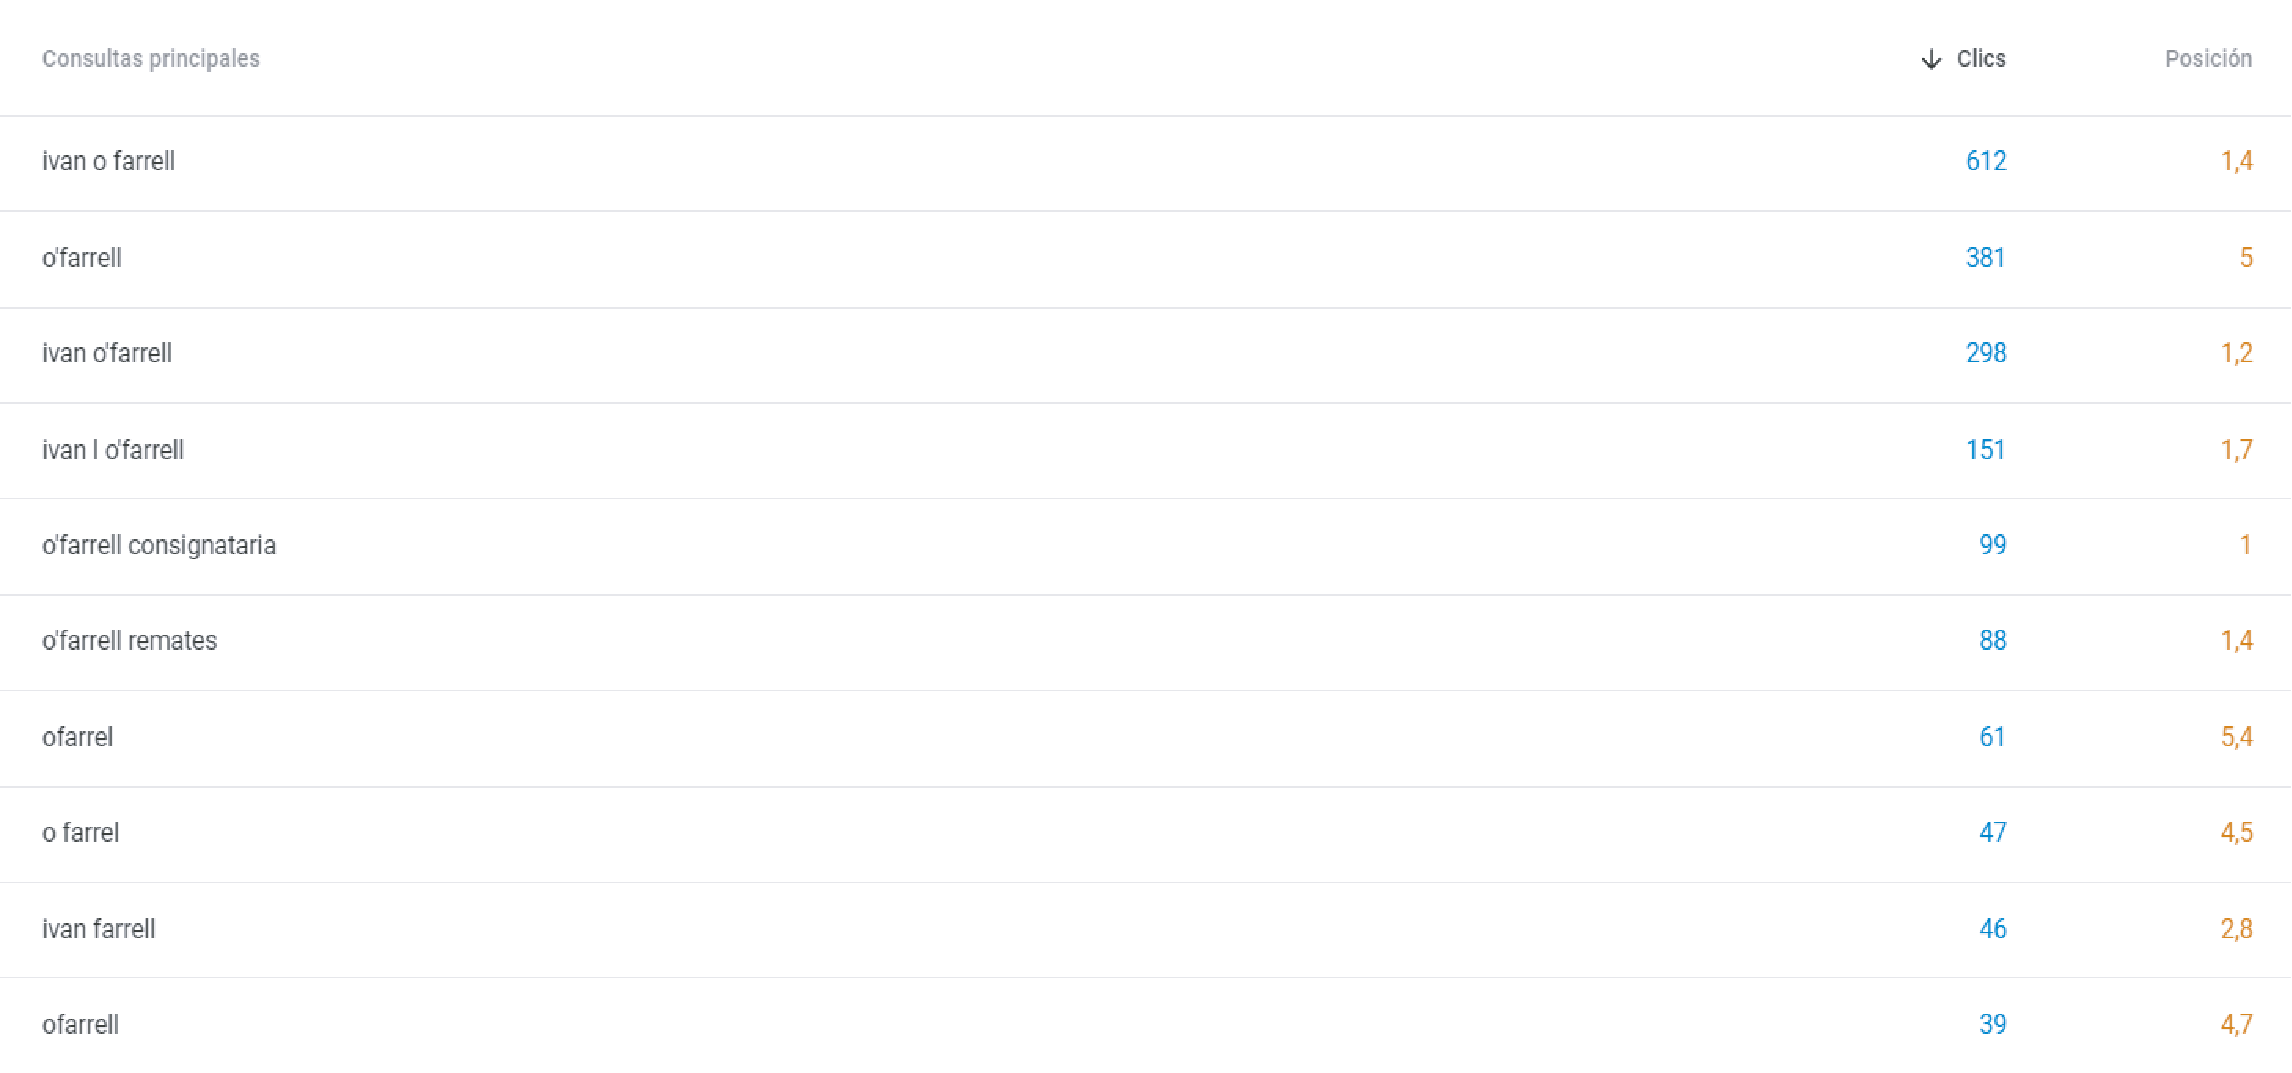 Consultas principales ↓ Clics Posición
ivan o farrell 612 1,4
o'farrell 381 5
ivan o'farrell 298 1,2
ivan l o'farrell 151 1,7
o'farrell consignataria 99 1
o'farrell remates 88 1,4
ofarrel 61 5,4
o farrel 47 4,5
ivan farrell 46 2,8
ofarrell 39 4,7